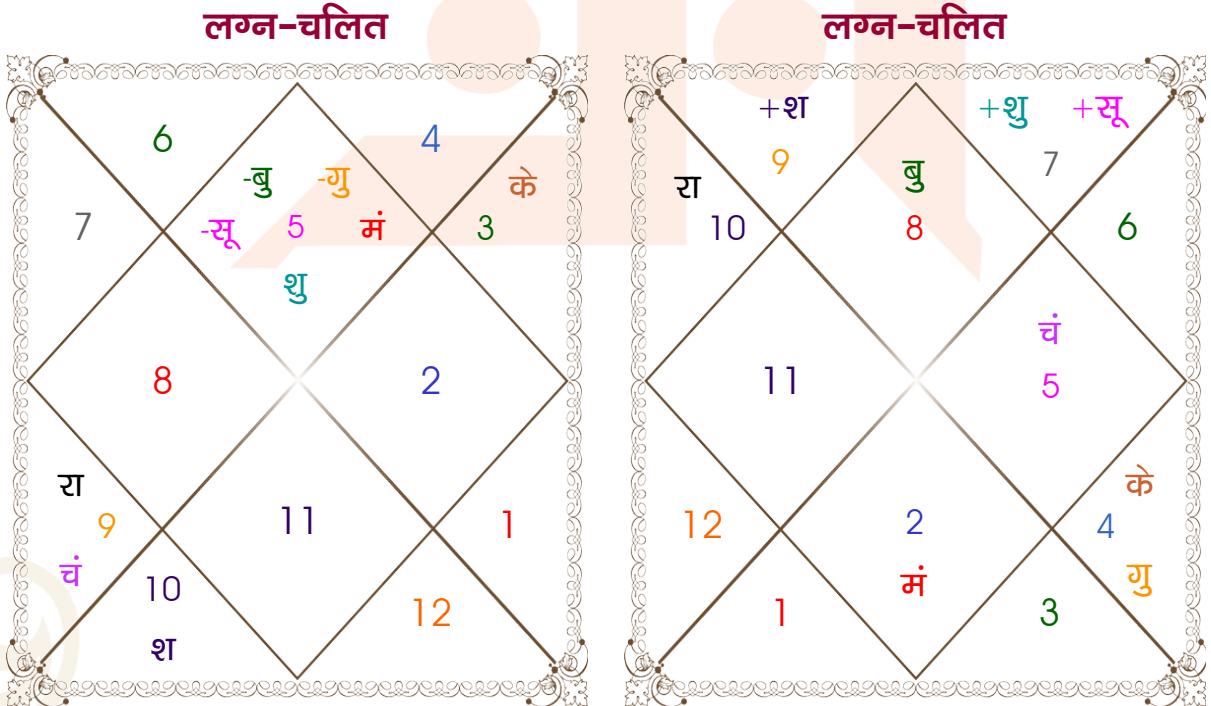 लग्न-चलित
6
4
-बु -गु
के
7
-सू 5 मं
3
शु
8
2
रा
9
11
1
चं
10
12
श
लग्न-चलित
+श
+शु +सू
9
7
रा
बु
10
8
6
चं
11
5
के
12
2
4
मं
गु
1
3